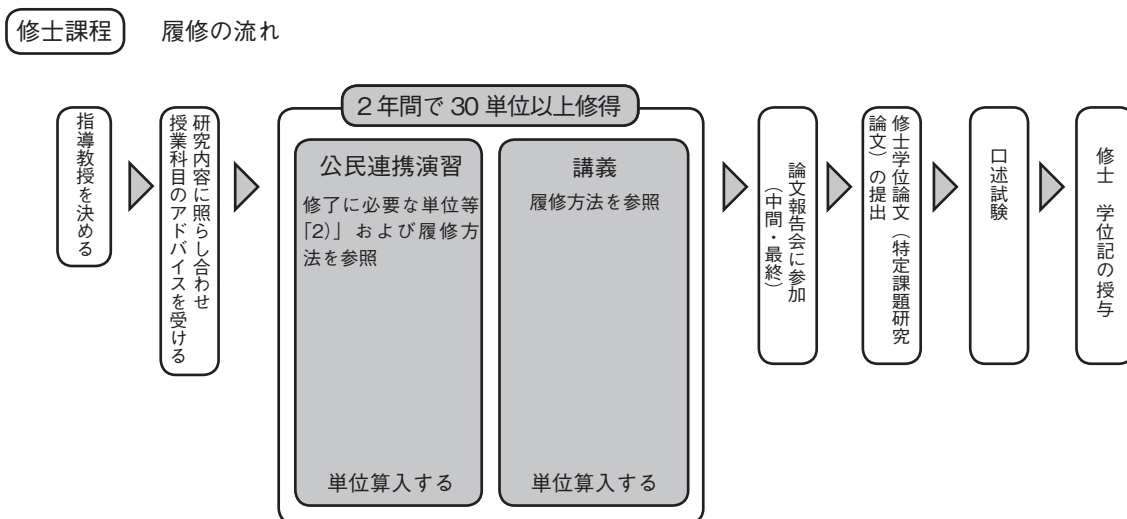 修士課程 履修の流れ
指導教授を決める
研究内容に照らし合わせ
授業科目のアドバイスを受ける
2年間で30単位以上修得
公民連携演習
修了に必要な単位等
「2)」および履修方
法を参照
単位算入する
講義
履修方法を参照
単位算入する
論文報告会に参加
（中間・最終）
修士学位論文（特定課題研究
論文）の提出
口述試験
修士 学位記の授与